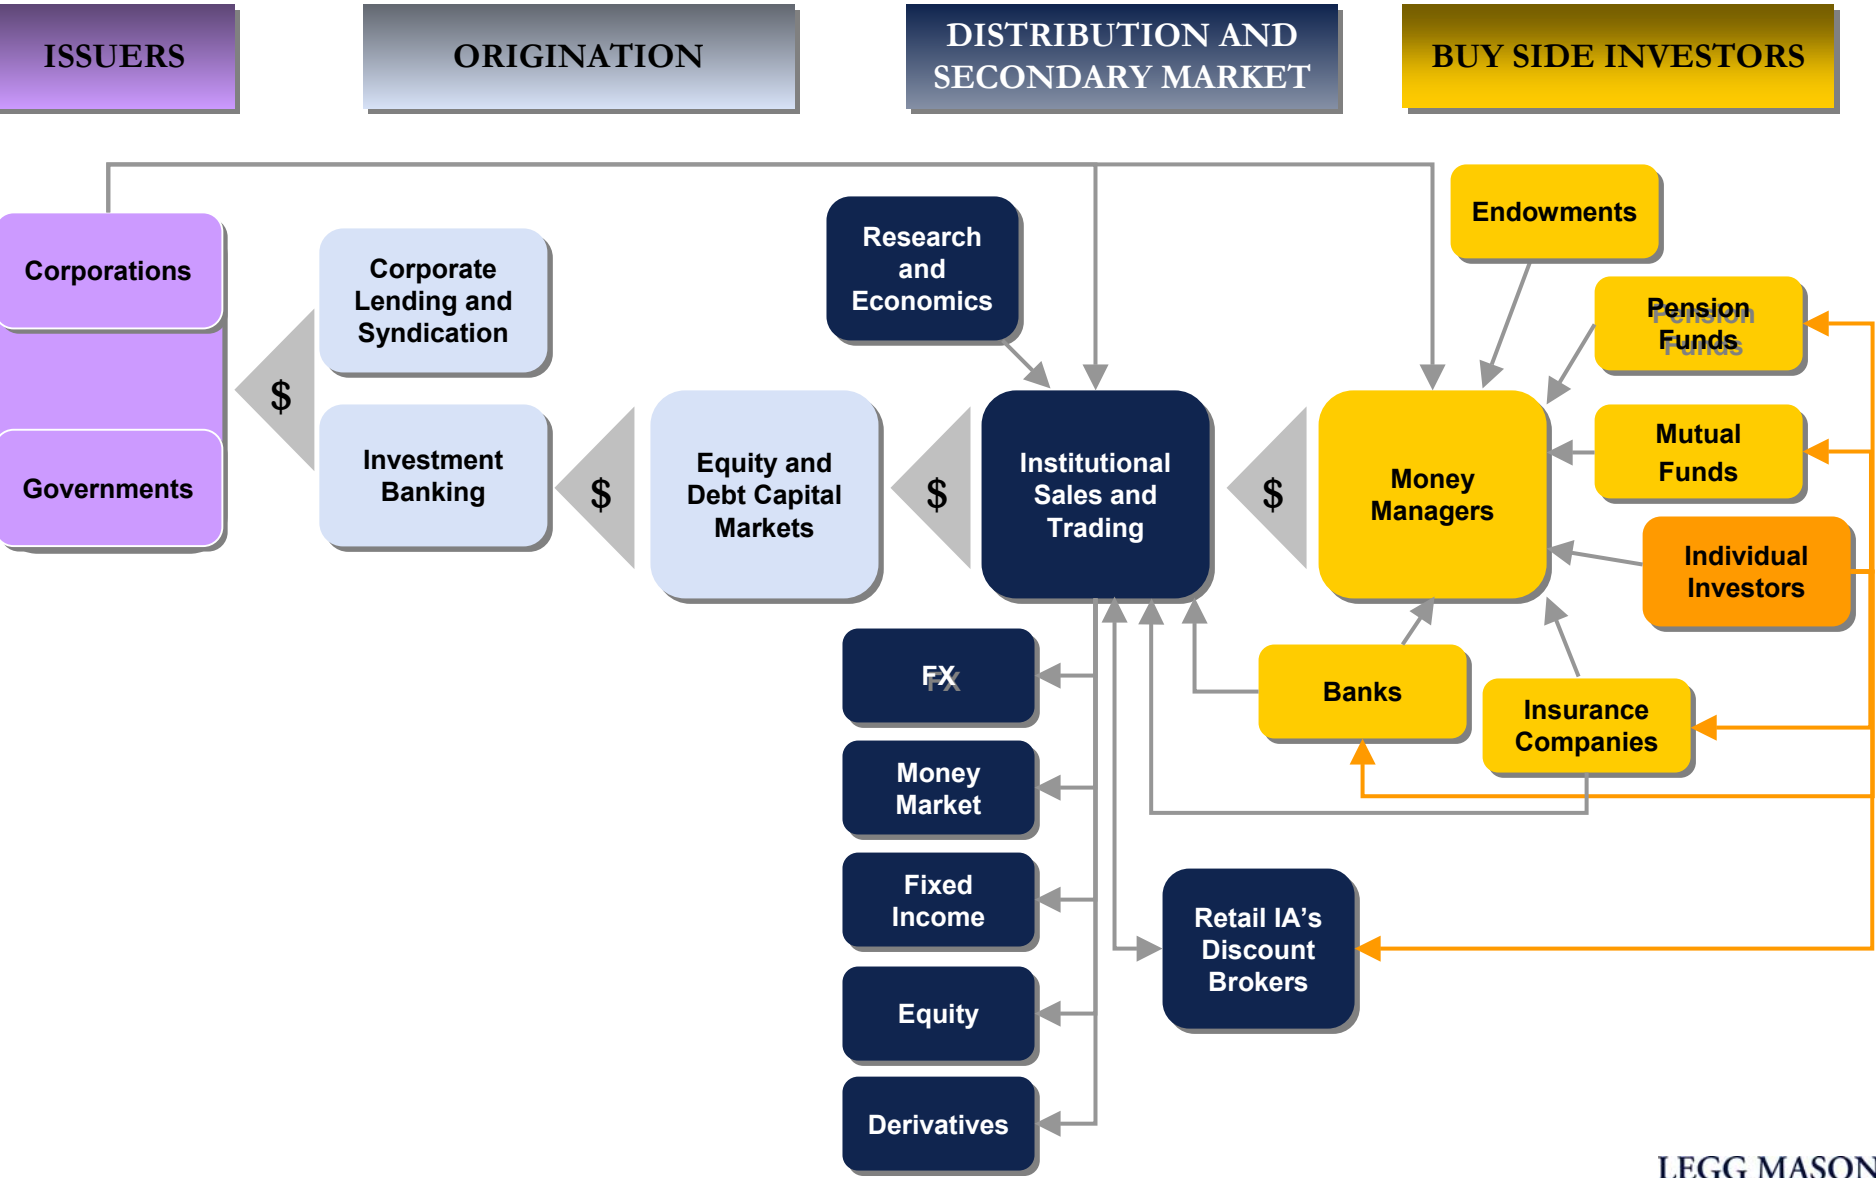 ISSUERS
ORIGINATION
DISTRIBUTION AND
SECONDARY MARKET
BUY SIDE INVESTORS
Corporations
Governments
$
Corporate
Lending and
Syndication
Investment
Banking
$
Equity and
Debt Capital
Markets
$
Research
and
Economics
Institutional
Sales and
Trading
$
Money
Managers
Endowments
Pension
Funds
Mutual
Funds
Individual
Investors
Banks
Insurance
Companies
FX
Money
Market
Fixed
Income
Equity
Derivatives
Retail IA’s
Discount
Brokers
LEGG MASON